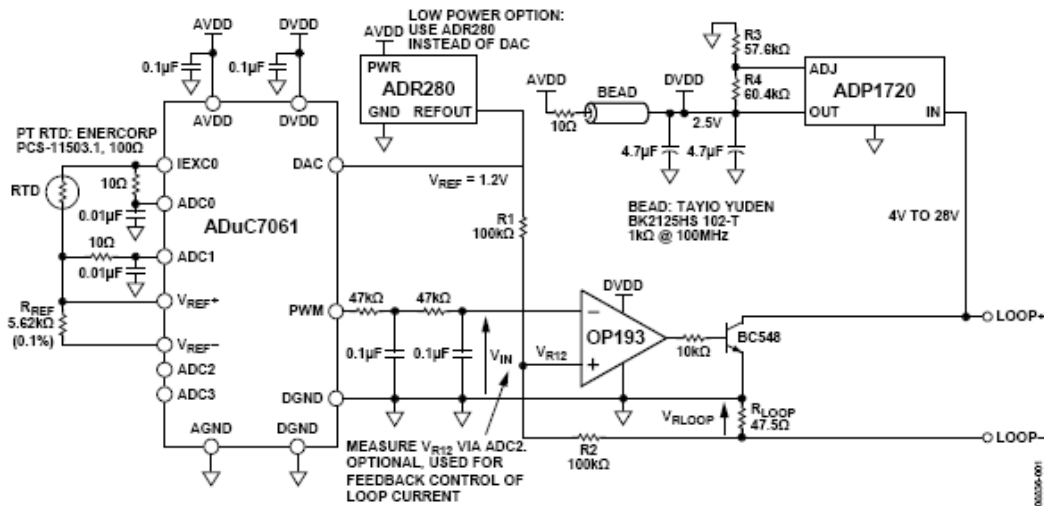 LOW POWER OPTION:
USE ADR280
INSTEAD OF DAC
AVDD
DVDD
AVDD
0.1µF
0.1µF
PWR
ADR280
GND REFOUT
AVDD
DVDD
PT RTD: ENERCORP
PCS-11503.1, 100Ω
IEXC0
RTD
10Ω
ADC0
0.01µF
ADuC7061
10Ω
ADC1
0.01µF
VREF+
RREF
5.62kΩ
(0.1%)
VREF−
ADC2
ADC3
AGND
DGND
DAC
PWM
DGND
VREF = 1.2V
R1
100kΩ
47kΩ
47kΩ
0.1µF
0.1µF
VIN
VR12
MEASURE VR12 VIA ADC2.
OPTIONAL, USED FOR
FEEDBACK CONTROL OF
LOOP CURRENT
R2
100kΩ
AVDD
10Ω
BEAD
DVDD
2.5V
4.7µF
4.7µF
R3
57.6kΩ
R4
60.4kΩ
ADJ
ADP1720
OUT
IN
BEAD: TAYIO YUDEN
BK2125HS 102-T
1kΩ @ 100MHz
4V TO 28V
DVDD
−
OP193
+
10kΩ
BC548
VRLOOP
RLOOP
47.5Ω
LOOP+
LOOP−